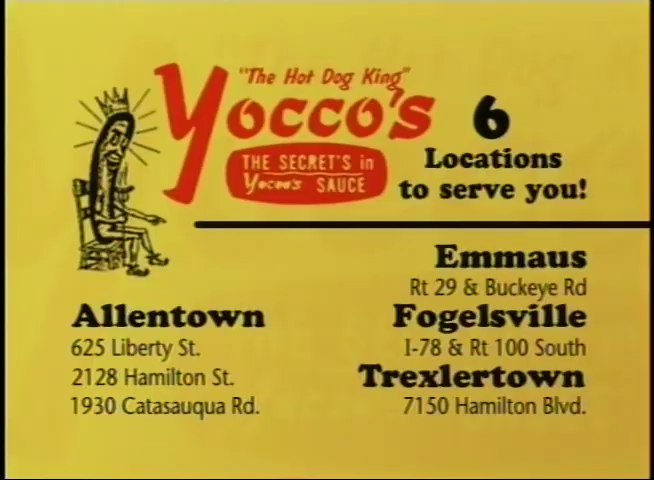 "The Hot Dog King"
Yocco's
THE SECRET'S in
Yocco's SAUCE
6
Locations
to serve you!
Emmaus
Rt 29 & Buckeye Rd
Fogelsville
I-78 & Rt 100 South
Trexlertown
7150 Hamilton Blvd.
Allentown
625 Liberty St.
2128 Hamilton St.
1930 Catasauqua Rd.